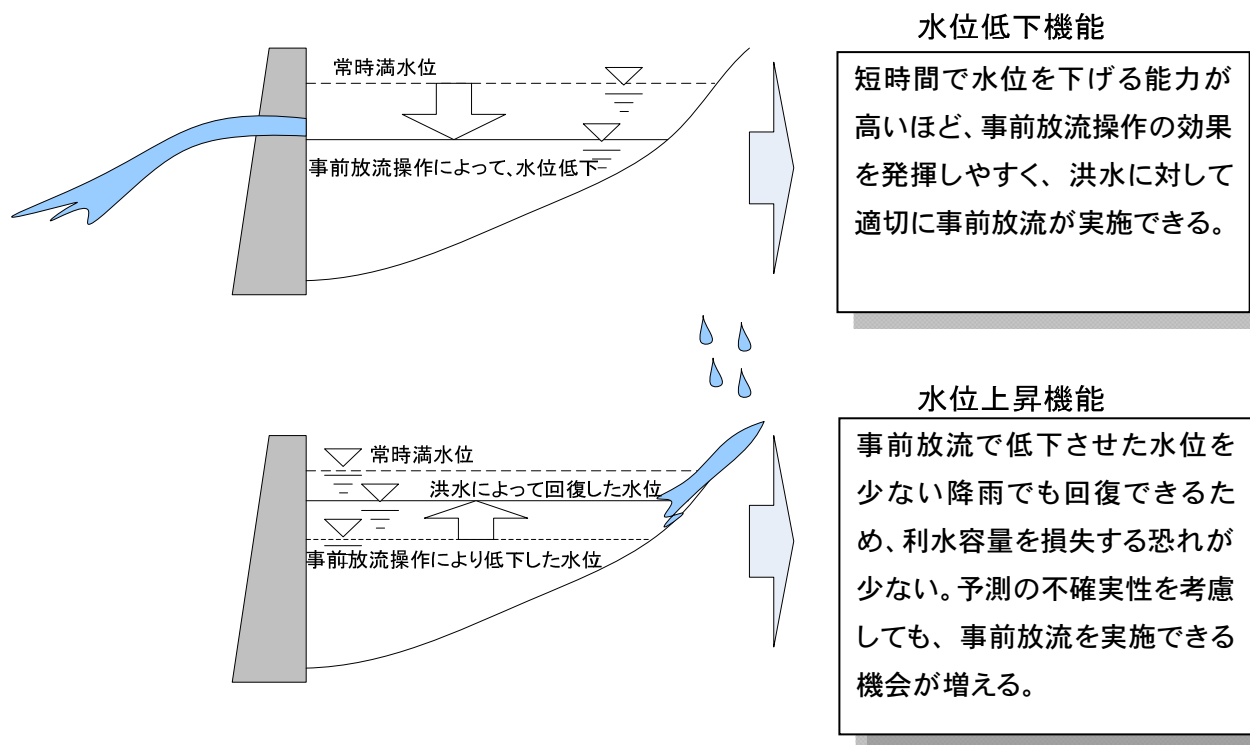 水位低下機能
常時満水位
事前放流操作によって、水位低下
短時間で水位を下げる能力が
高いほど、事前放流操作の効果
を発揮しやすく、洪水に対して
適切に事前放流が実施できる。
水位上昇機能
常時満水位
洪水によって回復した水位
事前放流操作により低下した水位
事前放流で低下させた水位を
少ない降雨でも回復できるた
め、利水容量を損失する恐れが
少ない。予測の不確実性を考慮
しても、事前放流を実施できる
機会が増える。